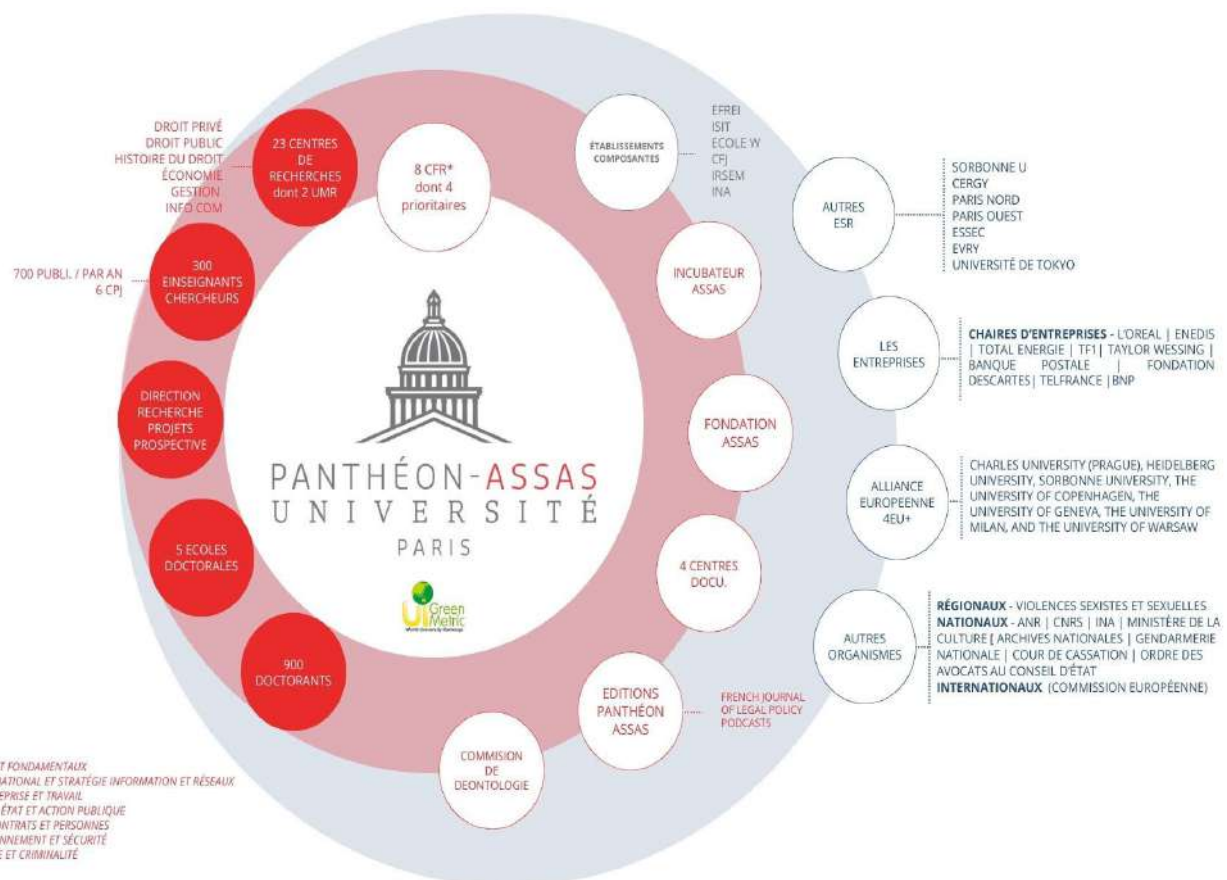 DROIT PRIVÉ
DROIT PUBLIC
HISTOIRE DU DROIT
ÉCONOMIE
GESTION
INFO COM
23 CENTRES
DE
RECHERCHES
dont 2 UMR
8 CFR*
dont 4
prioritaires
ÉTABLISSEMENTS
COMPOSANTES
EFREI
ISIT
ECOLE W
CFJ
IRSEM
INA
AUTRES
ESR
SORBONNE U
CERGY
PARIS NORD
PARIS OUEST
ESSEC
EVRY
UNIVERSITÉ DE TOKYO
700 PUBLI. / PAR AN
6 CPJ
300
EINSEIGNANTS
CHERCHEURS
INCUBATEUR
ASSAS
LES
ENTREPRISES
CHAIRES D'ENTREPRISES - L'OREAL | ENEDIS
| TOTAL ENERGIE | TF1| TAYLOR WESSING |
BANQUE POSTALE | FONDATION
DESCARTES| TELFRANCE |BNP
DIRECTION
RECHERCHE
PROJETS
PROSPECTIVE
FONDATION
ASSAS
PANTHÉON-ASSAS
UNIVERSITÉ
PARIS
UI Green
Metric
World University Rankings
ALLIANCE
EUROPEENNE
4EU+
CHARLES UNIVERSITY (PRAGUE), HEIDELBERG
UNIVERSITY, SORBONNE UNIVERSITY, THE
UNIVERSITY OF COPENHAGEN, THE
UNIVERSITY OF GENEVA, THE UNIVERSITY OF
MILAN, AND THE UNIVERSITY OF WARSAW
5 ECOLES
DOCTORALES
4 CENTRES
DOCU.
AUTRES
ORGANISMES
RÉGIONAUX - VIOLENCES SEXISTES ET SEXUELLES
NATIONAUX - ANR | CNRS | INA | MINISTÈRE DE LA
CULTURE [ ARCHIVES NATIONALES | GENDARMERIE
NATIONALE | COUR DE CASSATION | ORDRE DES
AVOCATS AU CONSEIL D'ÉTAT
INTERNATIONAUX (COMMISSION EUROPÉENNE)
900
DOCTORANTS
EDITIONS
PANTHÉON
ASSAS
FRENCH JOURNAL
OF LEGAL POLICY
PODCASTS
COMMISION
DE
DEONTOLOGIE
T FONDAMENTAUX
ET STRATÉGIE INFORMATION ET RÉSEAUX
ET TRAVAIL
ÉTAT ET ACTION PUBLIQUE
ET PERSONNES
ET SÉCURITÉ
E ET CRIMINALITÉ